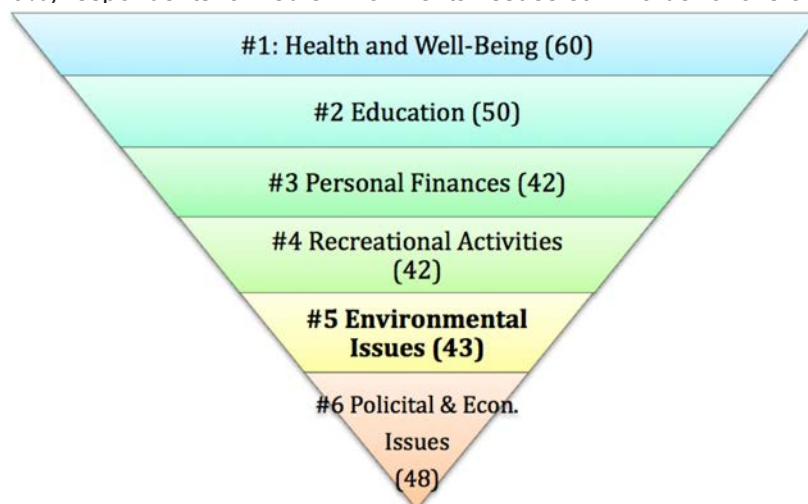 #1: Health and Well-Being (60)
#2 Education (50)
#3 Personal Finances (42)
#4 Recreational Activities
(42)
#5 Environmental
Issues (43)
#6 Policital & Econ.
Issues
(48)